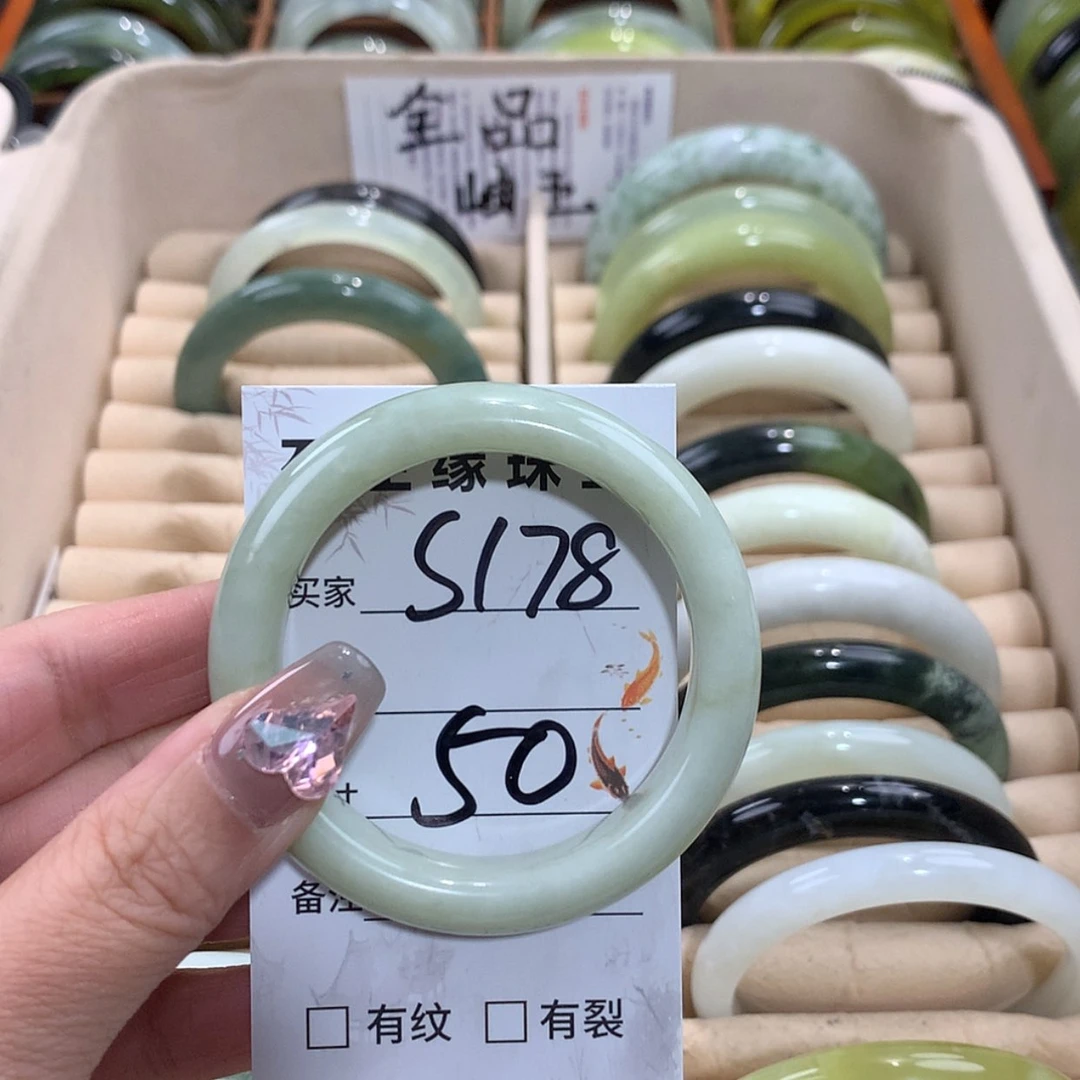 全品
岫玉
缘珠
买家 S178
50
备注
□ 有纹 □ 有裂